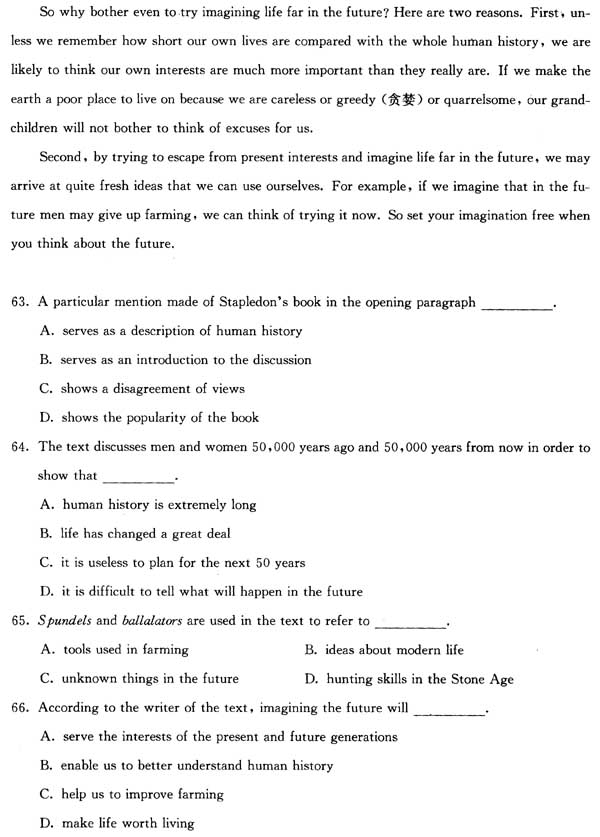 So why bother even to try imagining life far in the future? Here are two reasons. First, un-
less we remember how short our own lives are compared with the whole human history, we are
likely to think our own interests are much more important than they really are. If we make the
earth a poor place to live on because we are careless or greedy (贪婪) or quarrelsome, our grand-
children will not bother to think of excuses for us.
Second, by trying to escape from present interests and imagine life far in the future, we may
arrive at quite fresh ideas that we can use ourselves. For example, if we imagine that in the fu-
ture men may give up farming, we can think of trying it now. So set your imagination free when
you think about the future.
63. A particular mention made of Stapledon's book in the opening paragraph __________.
A. serves as a description of human history
B. serves as an introduction to the discussion
C. shows a disagreement of views
D. shows the popularity of the book
64. The text discusses men and women 50,000 years ago and 50,000 years from now in order to
show that __________.
A. human history is extremely long
B. life has changed a great deal
C. it is useless to plan for the next 50 years
D. it is difficult to tell what will happen in the future
65. Spundels and ballalators are used in the text to refer to __________.
A. tools used in farming B. ideas about modern life
C. unknown things in the future D. hunting skills in the Stone Age
66. According to the writer of the text, imagining the future will __________.
A. serve the interests of the present and future generations
B. enable us to better understand human history
C. help us to improve farming
D. make life worth living